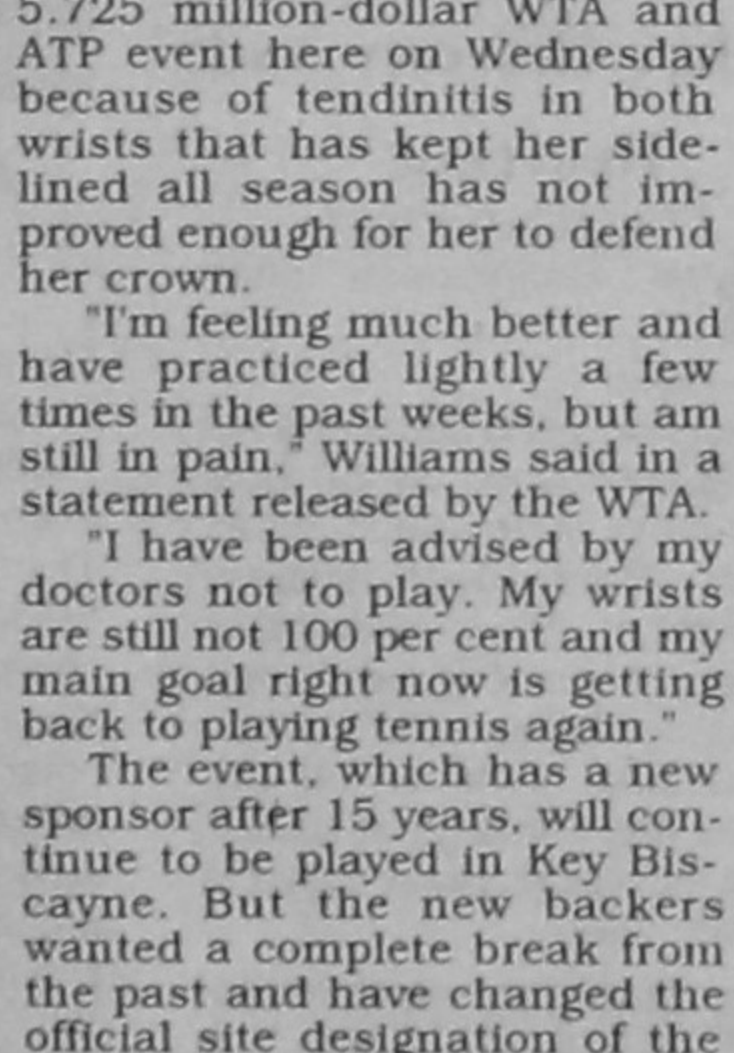 5.725 million-dollar WTA and
ATP event here on Wednesday
because of tendinitis in both
wrists that has kept her side-
lined all season has not im-
proved enough for her to defend
her crown.
"I'm feeling much better and
have practiced lightly a few
times in the past weeks, but am
still in pain," Williams said in a
statement released by the WTA.
"I have been advised by my
doctors not to play. My wrists
are still not 100 per cent and my
main goal right now is getting
back to playing tennis again."
The event, which has a new
sponsor after 15 years, will con-
tinue to be played in Key Bis-
cayne. But the new backers
wanted a complete break from
the past and have changed the
official site designation of the